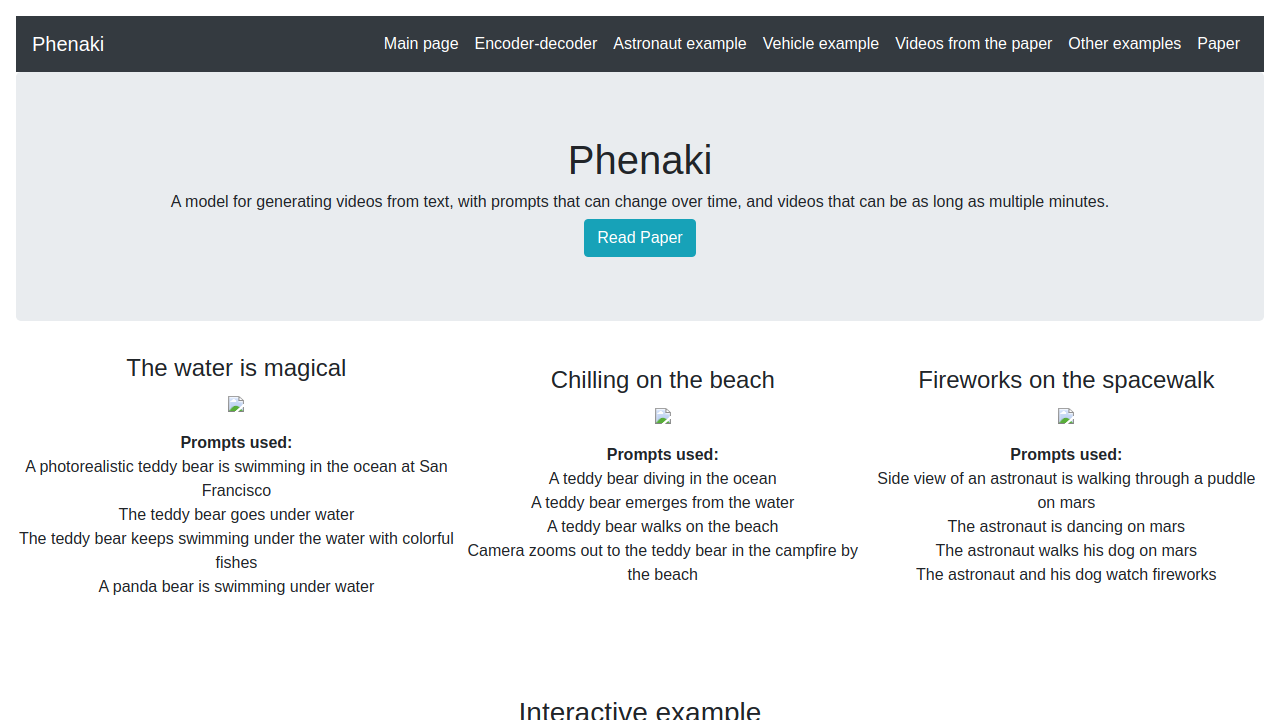 Phenaki
Main page Encoder-decoder Astronaut example Vehicle example Videos from the paper Other examples Paper
Phenaki
A model for generating videos from text, with prompts that can change over time, and videos that can be as long as multiple minutes.
Read Paper
The water is magical
Prompts used:
A photorealistic teddy bear is swimming in the ocean at San
Francisco
The teddy bear goes under water
The teddy bear keeps swimming under the water with colorful
fishes
A panda bear is swimming under water
Chilling on the beach
Prompts used:
A teddy bear diving in the ocean
A teddy bear emerges from the water
A teddy bear walks on the beach
Camera zooms out to the teddy bear in the campfire by
the beach
Fireworks on the spacewalk
Prompts used:
Side view of an astronaut is walking through a puddle
on mars
The astronaut is dancing on mars
The astronaut walks his dog on mars
The astronaut and his dog watch fireworks
Interactive example